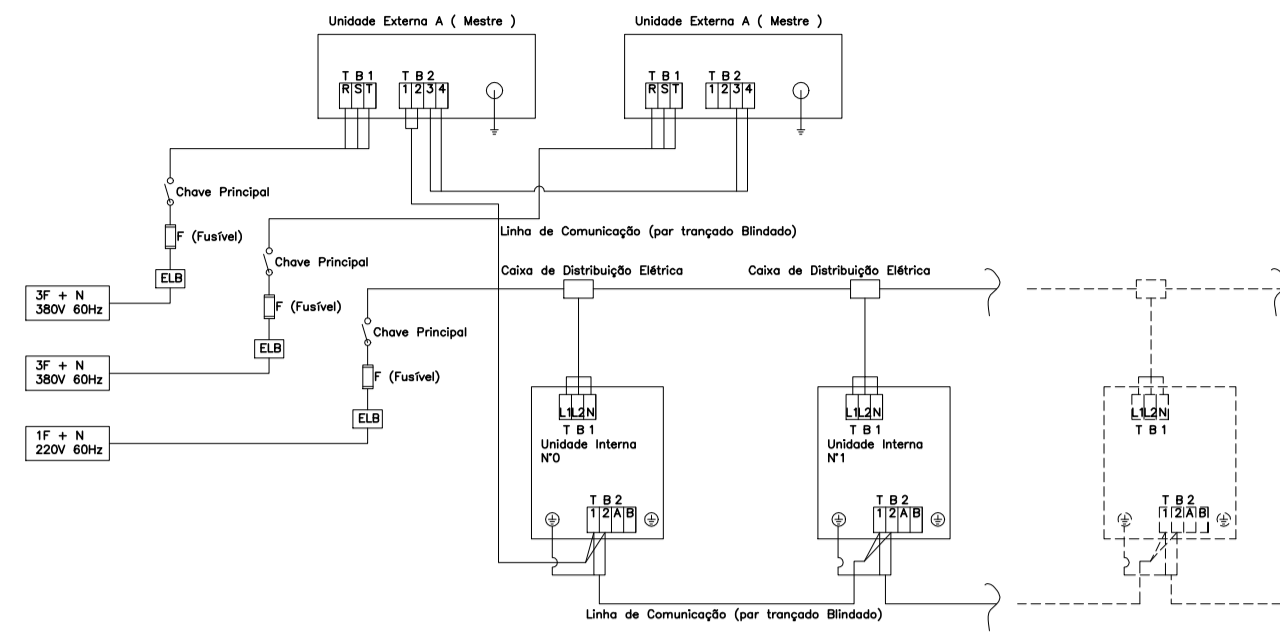 Unidade Externa A ( Mestre )
Unidade Externa A ( Mestre )
T B 1
T B 2
T B 1
T B 2
R S T
1 2 3 4
R S T
1 2 3 4
Chave Principal
F (Fusível)
Linha de Comunicação (par trançado Blindado)
Chave Principal
Caixa de Distribuição Elétrica
Caixa de Distribuição Elétrica
ELB
3F + N
380V 60Hz
F (Fusível)
Chave Principal
ELB
3F + N
380V 60Hz
F (Fusível)
ELB
1F + N
220V 60Hz
L1 L2 N
L1 L2 N
L1 L2 N
T B 1
T B 1
T B 1
Unidade Interna
N°0
Unidade Interna
N°1
T B 2
T B 2
T B 2
1 2 A B
1 2 A B
1 2 A B
Linha de Comunicação (par trançado Blindado)